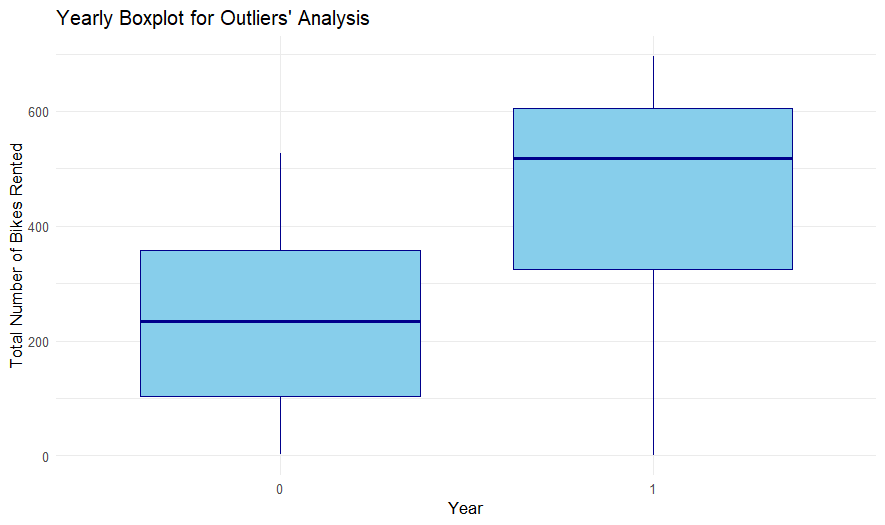 Yearly Boxplot for Outliers' Analysis
Total Number of Bikes Rented
600
400
200
0
0 1
Year